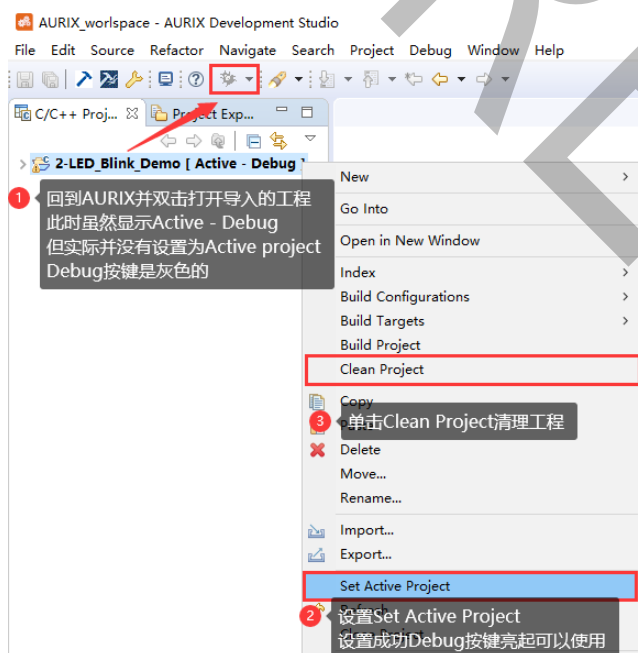 AURIX_worlspace - AURIX Development Studio
File Edit Source Refactor Navigate Search Project Debug Window Help
C/C++ Proj... Project Exp...
2-LED_Blink_Demo [ Active - Debug ]
1 回到AURIX并双击打开导入的工程
此时虽然显示Active - Debug
但实际并没有设置为Active project
Debug按键是灰色的
New
Go Into
Open in New Window
Index
Build Configurations
Build Targets
Build Project
Clean Project
Copy
3 单击Clean Project清理工程
Delete
Move...
Rename...
Import...
Export...
Set Active Project
2 设置Set Active Project
设置成功Debug按键亮起可以使用